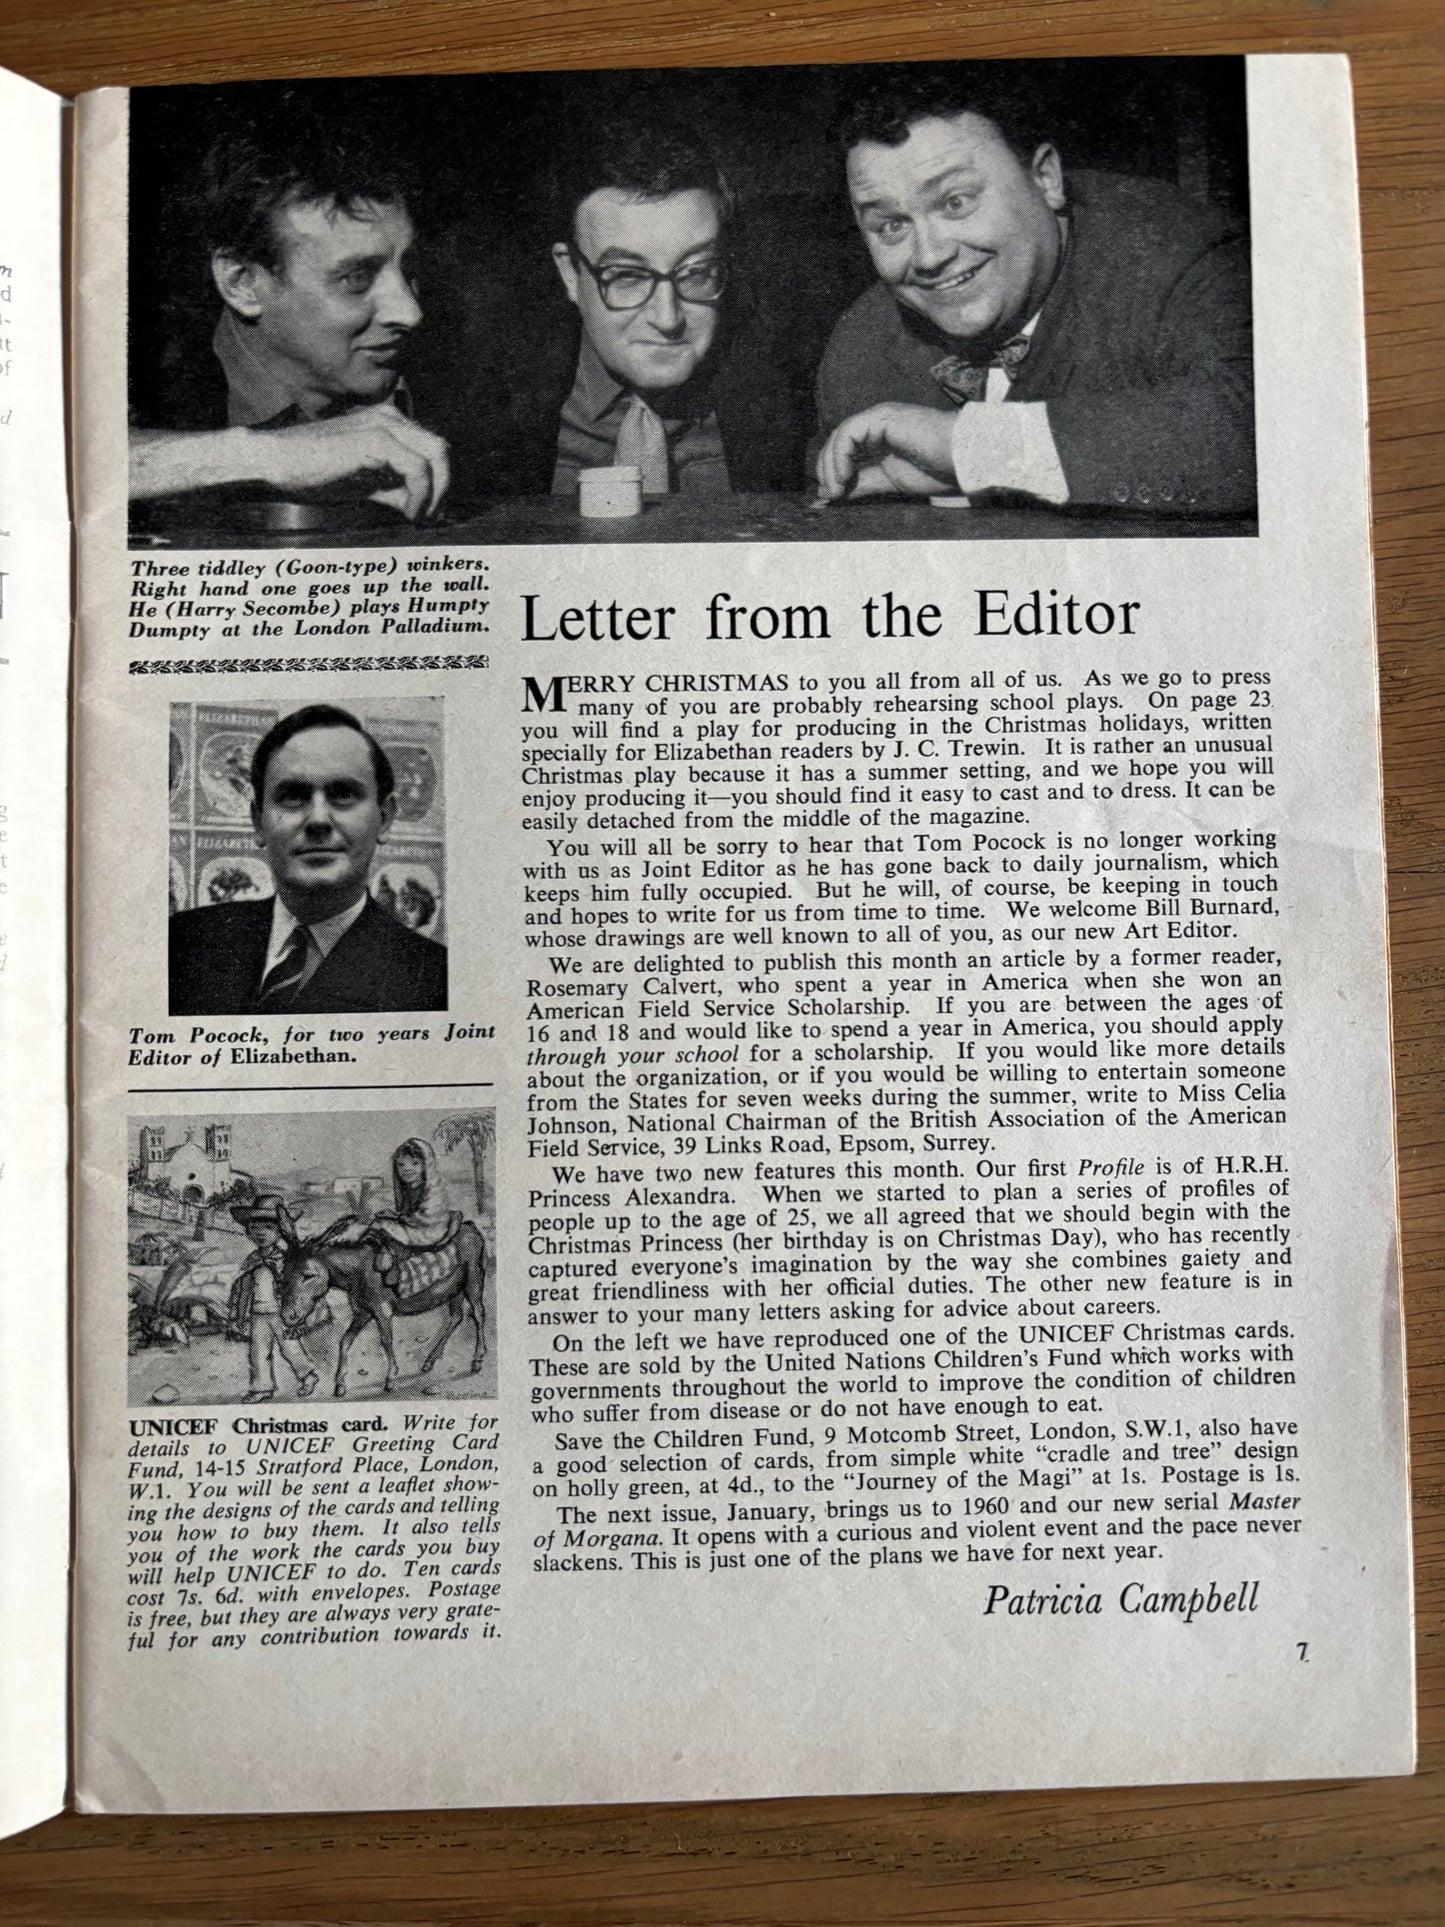 Three tiddley (Goon-type) winkers.
Right hand one goes up the wall.
He (Harry Secombe) plays Humpty
Dumpty at the London Palladium.
Tom Pocock, for two years Joint
Editor of Elizabethan.
UNICEF Christmas card. Write for
details to UNICEF Greeting Card
Fund, 14-15 Stratford Place, London,
W.1. You will be sent a leaflet show-
ing the designs of the cards and telling
you how to buy them. It also tells
you of the work the cards you buy
will help UNICEF to do. Ten cards
cost 7s. 6d. with envelopes. Postage
is free, but they are always very grate-
ful for any contribution towards it.
Letter from the Editor
MERRY CHRISTMAS to you all from all of us. As we go to press
many of you are probably rehearsing school plays. On page 23
you will find a play for producing in the Christmas holidays, written
specially for Elizabethan readers by J. C. Trewin. It is rather an unusual
Christmas play because it has a summer setting, and we hope you will
enjoy producing it—you should find it easy to cast and to dress. It can be
easily detached from the middle of the magazine.
You will all be sorry to hear that Tom Pocock is no longer working
with us as Joint Editor as he has gone back to daily journalism, which
keeps him fully occupied. But he will, of course, be keeping in touch
and hopes to write for us from time to time. We welcome Bill Burnard,
whose drawings are well known to all of you, as our new Art Editor.
We are delighted to publish this month an article by a former reader,
Rosemary Calvert, who spent a year in America when she won an
American Field Service Scholarship. If you are between the ages of
16 and 18 and would like to spend a year in America, you should apply
through your school for a scholarship. If you would like more details
about the organization, or if you would be willing to entertain someone
from the States for seven weeks during the summer, write to Miss Celia
Johnson, National Chairman of the British Association of the American
Field Service, 39 Links Road, Epsom, Surrey.
We have two new features this month. Our first Profile is of H.R.H.
Princess Alexandra. When we started to plan a series of profiles of
people up to the age of 25, we all agreed that we should begin with the
Christmas Princess (her birthday is on Christmas Day), who has recently
captured everyone's imagination by the way she combines gaiety and
great friendliness with her official duties. The other new feature is in
answer to your many letters asking for advice about careers.
On the left we have reproduced one of the UNICEF Christmas cards.
These are sold by the United Nations Children's Fund which works with
governments throughout the world to improve the condition of children
who suffer from disease or do not have enough to eat.
Save the Children Fund, 9 Motcomb Street, London, S.W.1, also have
a good selection of cards, from simple white “cradle and tree” design
on holly green, at 4d., to the “Journey of the Magi” at 1s. Postage is 1s.
The next issue, January, brings us to 1960 and our new serial Master
of Morgana. It opens with a curious and violent event and the pace never
slackens. This is just one of the plans we have for next year.
Patricia Campbell
7